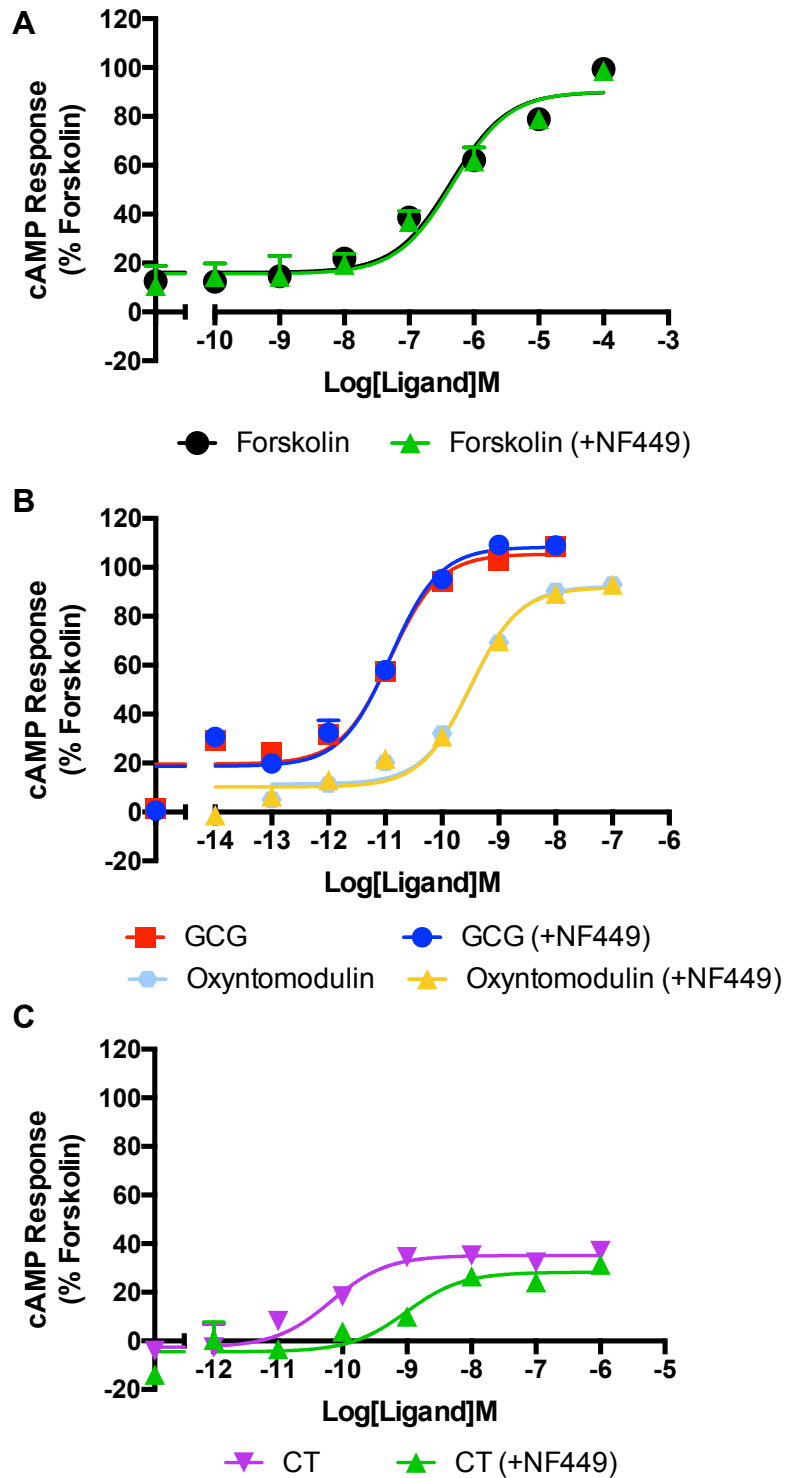 A
cAMP Response
(% Forskolin)
120
100
80
60
40
20
0
-20
-10 -9 -8 -7 -6 -5 -4 -3
Log[Ligand]M
Forskolin Forskolin (+NF449)
B
cAMP Response
(% Forskolin)
120
100
80
60
40
20
0
-20
-14 -13 -12 -11 -10 -9 -8 -7 -6
Log[Ligand]M
GCG GCG (+NF449)
Oxyntomodulin Oxyntomodulin (+NF449)
C
cAMP Response
(% Forskolin)
120
100
80
60
40
20
0
-20
-12 -11 -10 -9 -8 -7 -6 -5
Log[Ligand]M
CT CT (+NF449)